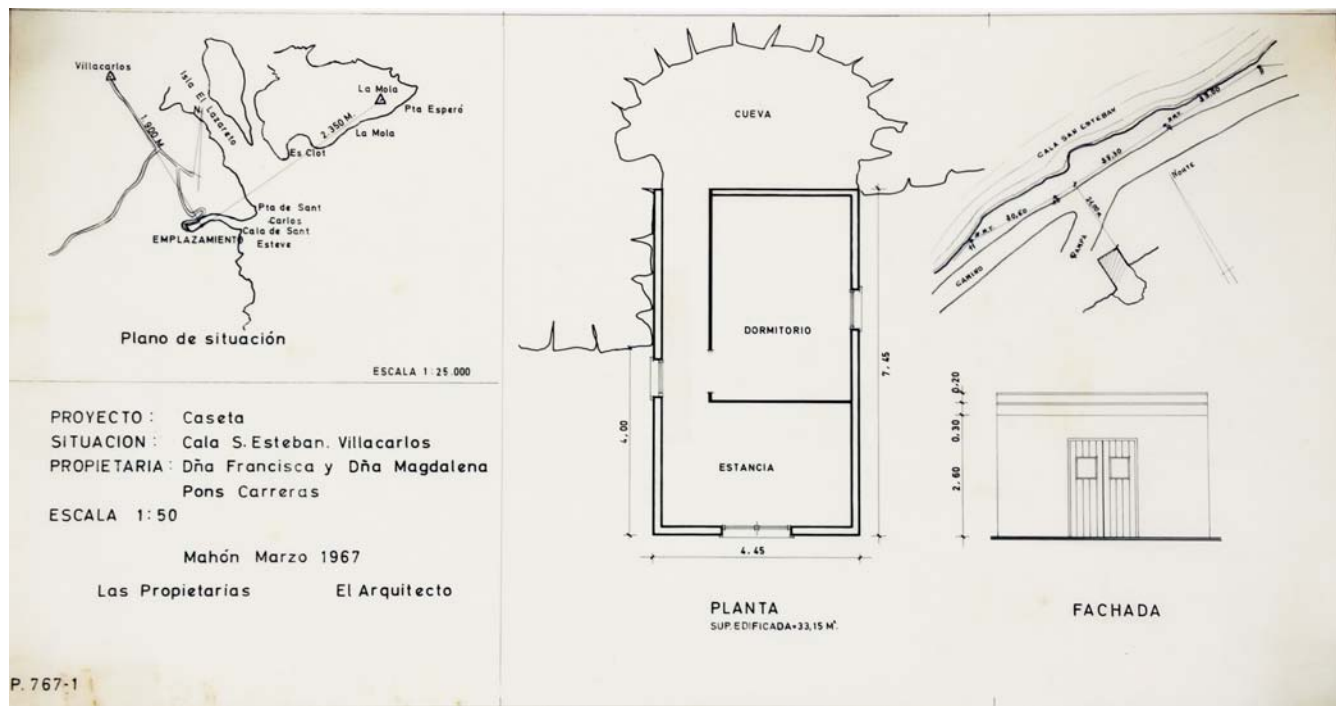 Villacarlos
Isla El Lazareto
N
1.900 M.
La Mola
Pta Esperó
2.350 M.
La Mola
Es Clot
Pta de Sant
Carlos
Cala de Sant
Esteve
EMPLAZAMIENTO
Plano de situación
ESCALA 1:25.000
PROYECTO: Caseta
SITUACION: Cala S. Esteban. Villacarlos
PROPIETARIA: Dña Francisca y Dña Magdalena
Pons Carreras
ESCALA 1:50
Mahón Marzo 1967
Las Propietarias El Arquitecto
P. 767-1
CUEVA
DORMITORIO
ESTANCIA
4.00
7.45
4.45
PLANTA
SUP. EDIFICADA=33,15 M².
CALA SAN ESTEBAN
NORTE
RAMPA
CAMINO
0.20
0.30
2.60
FACHADA